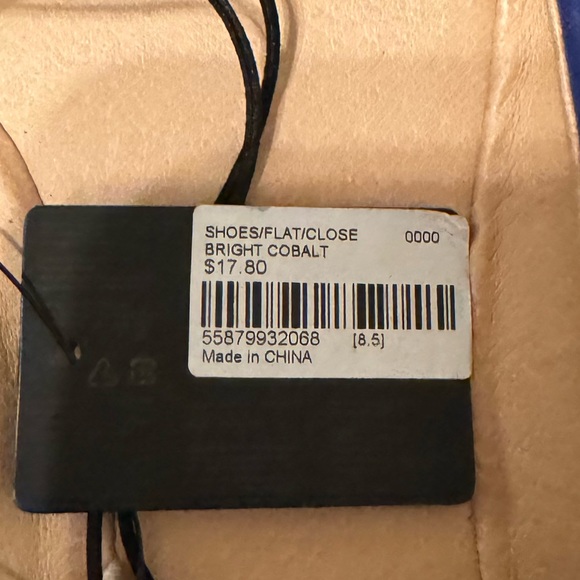 SHOES/FLAT/CLOSE 0000
BRIGHT COBALT
$17.80
55879932068 [8.5]
Made in CHINA